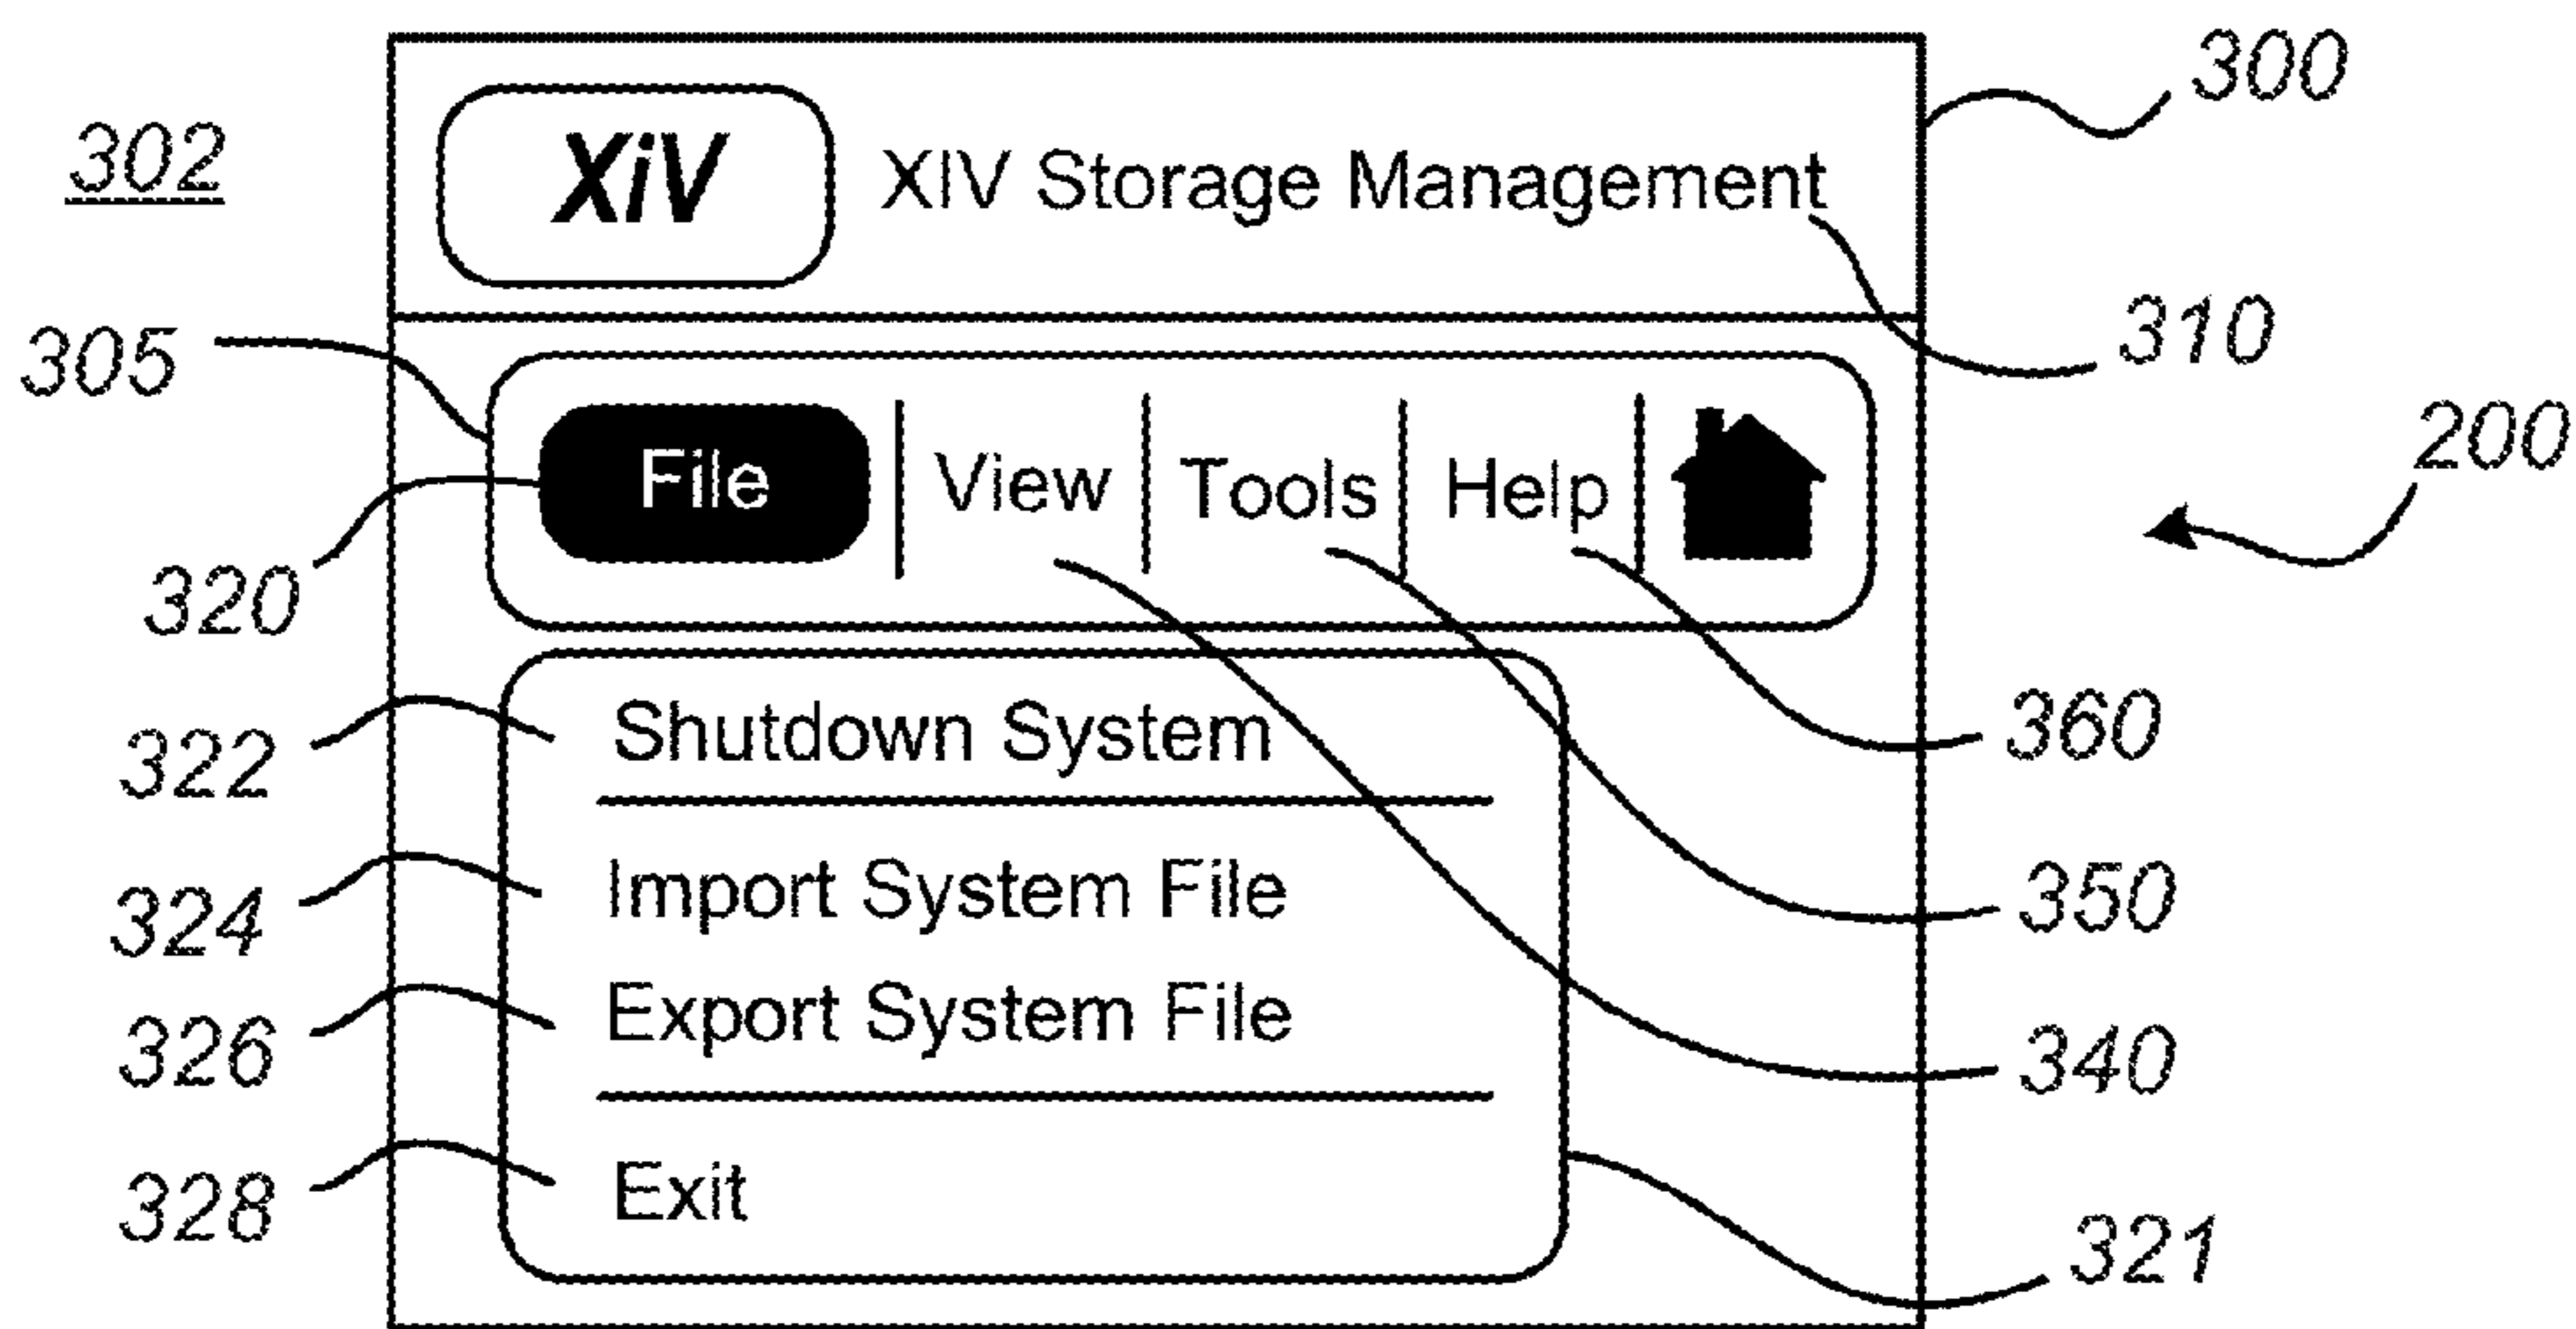 300
302
XiV XIV Storage Management
305
310
File View Tools Help
200
320
322
Shutdown System
360
324
Import System File
350
326
Export System File
340
328
Exit
321